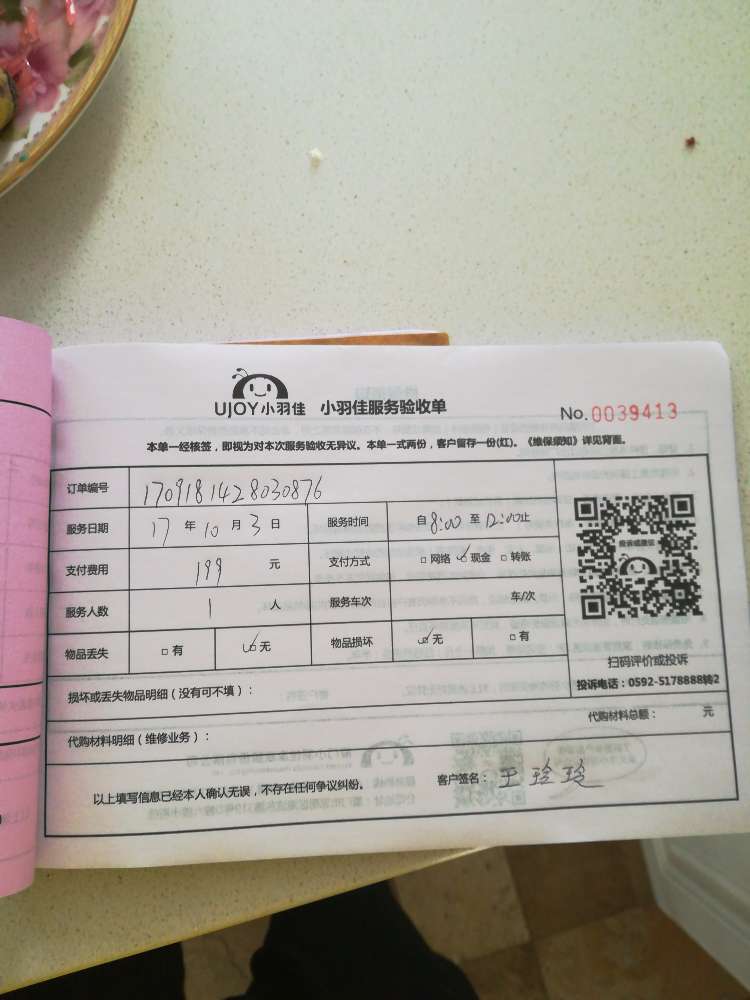 UJOY小羽佳 小羽佳服务验收单
No.0039413
本单一经核签，即视为对本次服务验收无异议。本单一式两份，客户留存一份(红)。《维保须知》详见背面。
订单编号 1709181428030876
服务日期 17 年 10 月 3 日 服务时间 自 8:00 至 12:00 止
支付费用 199 元 支付方式 □ 网络 ☑ 现金 □ 转账
服务人数 1 人 服务车次 车/次
物品丢失 □ 有 ☑ 无 物品损坏 ☑ 无 □ 有
扫码评价或投诉
投诉电话：0592-5178888转2
损坏或丢失物品明细（没有可不填）：
代购材料总额： 元
代购材料明细（维修业务）：
以上填写信息已经本人确认无误，不存在任何争议纠纷。 客户签名：王玲玲